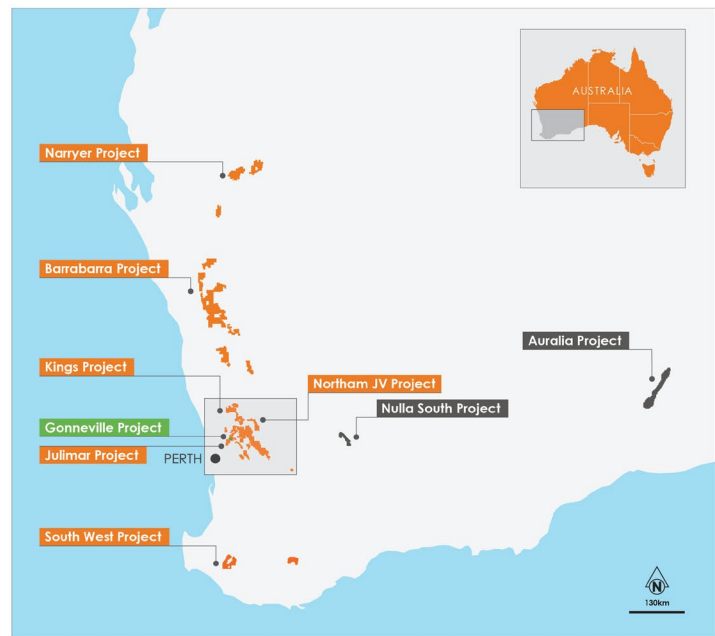 AUSTRALIA
Narryer Project
Barrabarra Project
Auralia Project
Kings Project
Northam JV Project
Nulla South Project
Gonneville Project
Julimar Project
PERTH
South West Project
N
130km